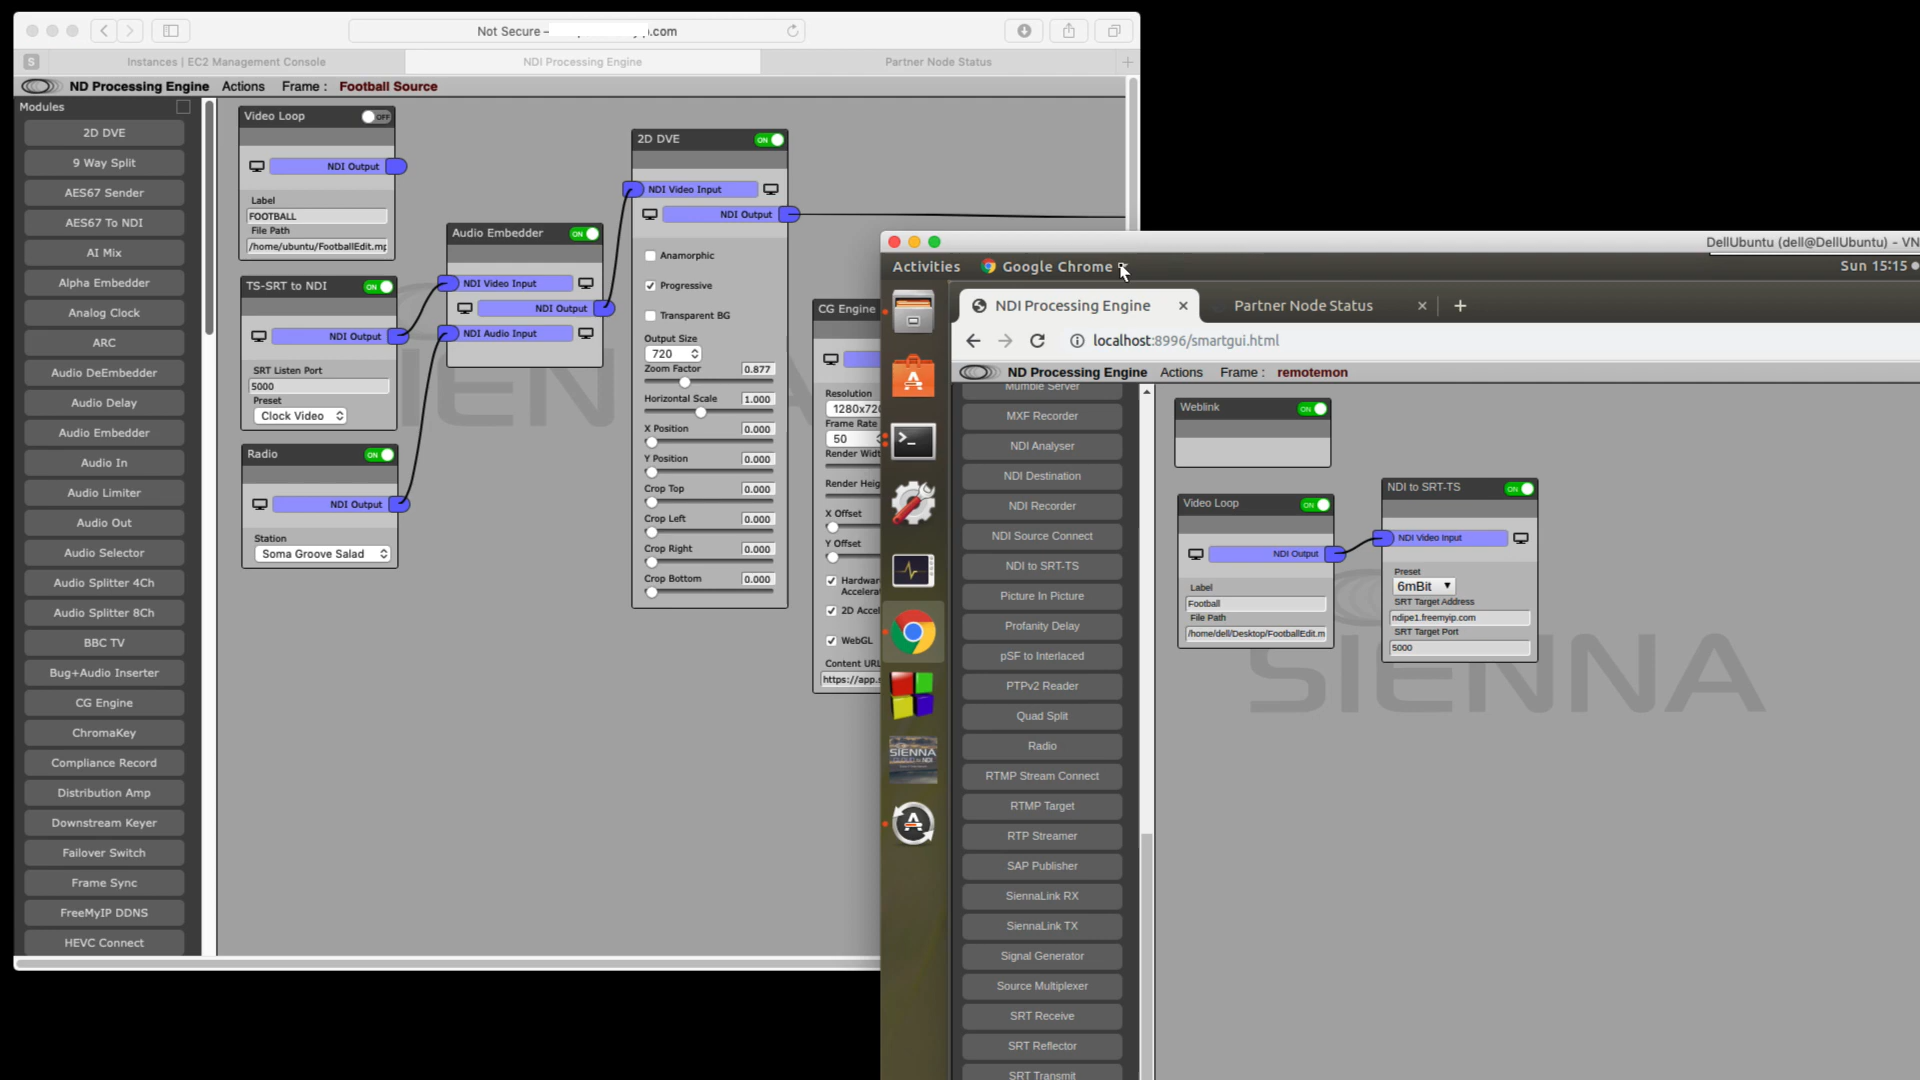 Not Secure –
.com
Instances | EC2 Management Console
NDI Processing Engine
Partner Node Status
ND Processing Engine
Actions
Frame :
Football Source
Modules
2D DVE
9 Way Split
AES67 Sender
AES67 To NDI
AI Mix
Alpha Embedder
Analog Clock
ARC
Audio DeEmbedder
Audio Delay
Audio Embedder
Audio In
Audio Limiter
Audio Out
Audio Selector
Audio Splitter 4Ch
Audio Splitter 8Ch
BBC TV
Bug+Audio Inserter
CG Engine
ChromaKey
Compliance Record
Distribution Amp
Downstream Keyer
Failover Switch
Frame Sync
FreeMyIP DDNS
HEVC Connect
Video Loop
OFF
NDI Output
Label
FOOTBALL
File Path
/home/ubuntu/FootballEdit.mp
TS-SRT to NDI
ON
NDI Output
SRT Listen Port
5000
Preset
Clock Video
Radio
ON
NDI Output
Station
Soma Groove Salad
Audio Embedder
ON
NDI Video Input
NDI Output
NDI Audio Input
2D DVE
ON
NDI Video Input
NDI Output
Anamorphic
Progressive
Transparent BG
Output Size
720
Zoom Factor
0.877
Horizontal Scale
1.000
X Position
0.000
Y Position
0.000
Crop Top
0.000
Crop Left
0.000
Crop Right
0.000
Crop Bottom
0.000
CG Engine
Resolution
1280x720
Frame Rate
50
Render Widt
Render Heig
X Offset
Y Offset
Hardwar
Accelera
2D Accel
WebGL
Content URL
https://app.s
DellUbuntu (dell@DellUbuntu) – VN
Activities
Google Chrome
Sun 15:15
NDI Processing Engine
Partner Node Status
localhost:8996/smartgui.html
ND Processing Engine
Actions
Frame :
remotemon
Mumble Server
MXF Recorder
NDI Analyser
NDI Destination
NDI Recorder
NDI Source Connect
NDI to SRT-TS
Picture In Picture
Profanity Delay
pSF to Interlaced
PTPv2 Reader
Quad Split
Radio
RTMP Stream Connect
RTMP Target
RTP Streamer
SAP Publisher
SiennaLink RX
SiennaLink TX
Signal Generator
Source Multiplexer
SRT Receive
SRT Reflector
SRT Transmit
Weblink
ON
Video Loop
ON
NDI Output
Label
Football
File Path
/home/dell/Desktop/FootballEdit.m
NDI to SRT-TS
ON
NDI Video Input
Preset
6mBit
SRT Target Address
ndipe1.freemyip.com
SRT Target Port
5000
SIENNA
SIENNA